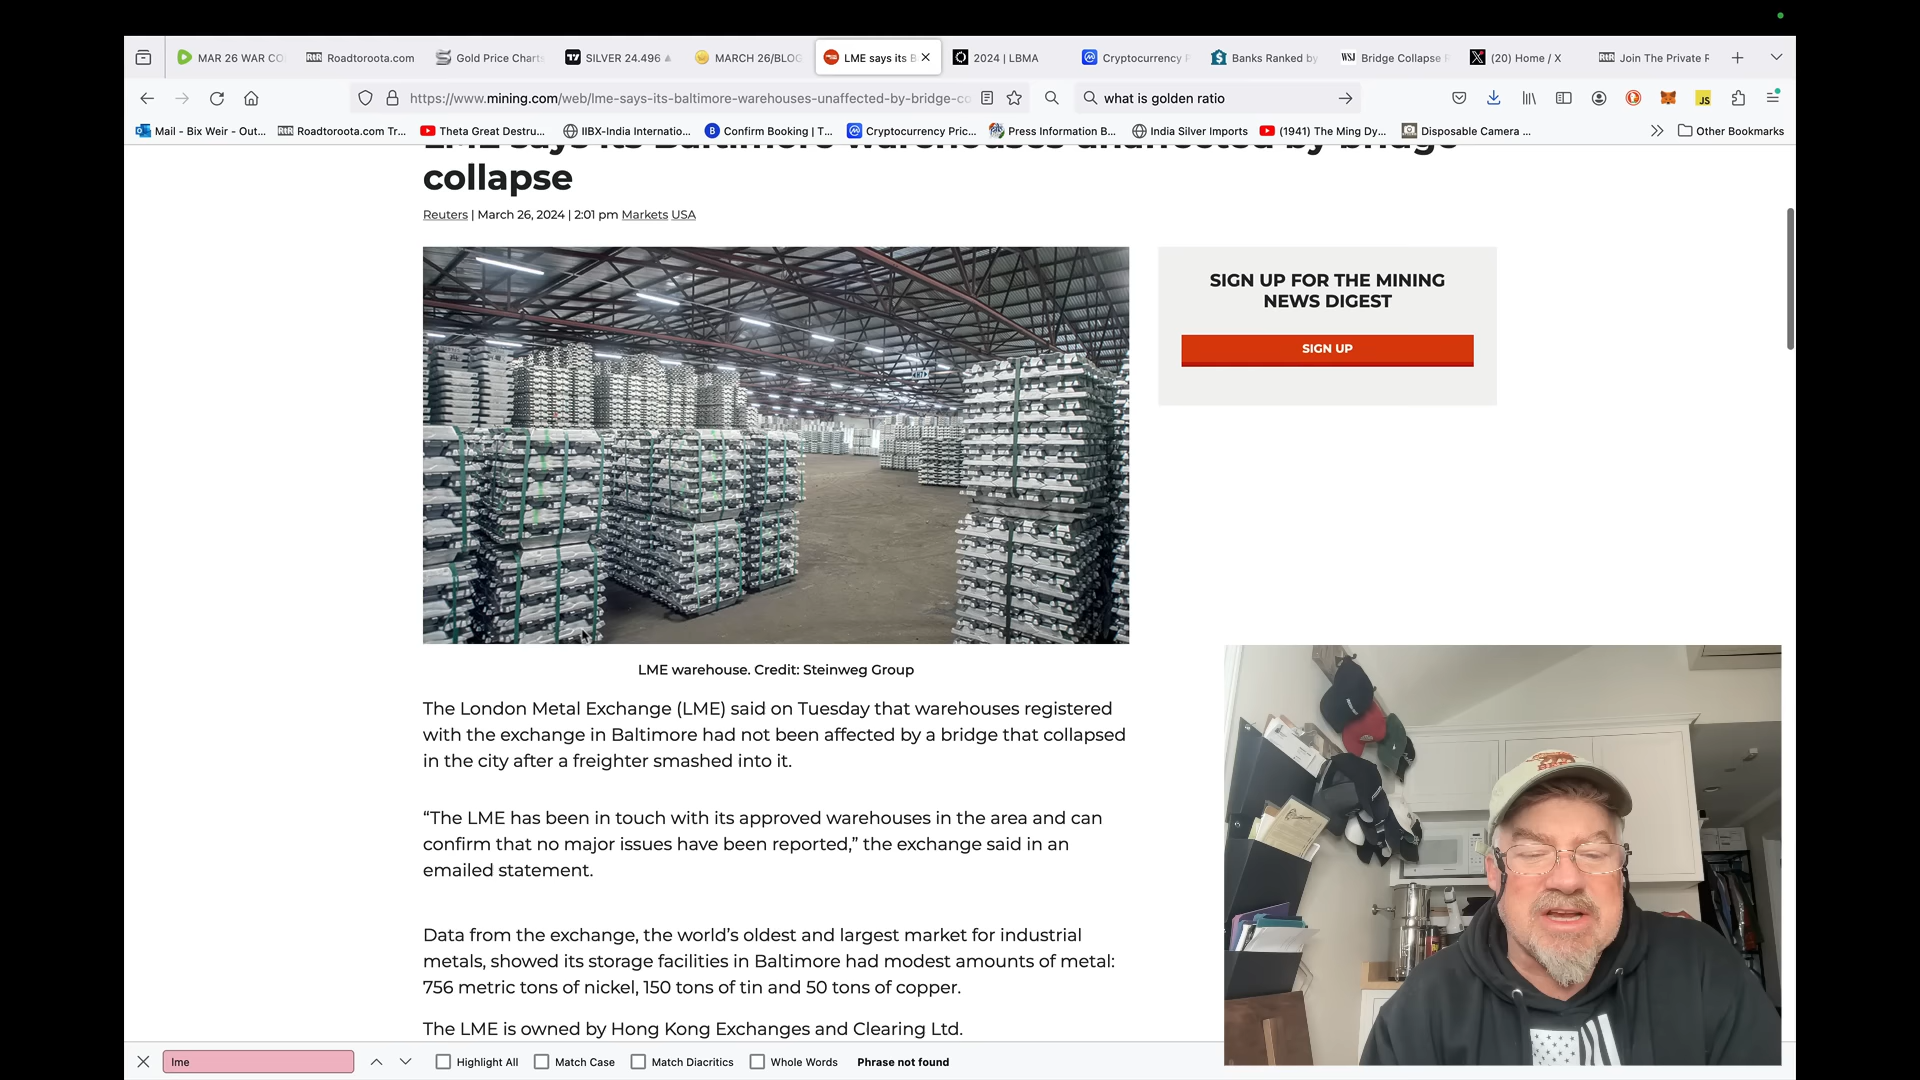 MAR 26 WAR CO
Roadtoroota.com
Gold Price Chart
SILVER 24.496
MARCH 26/BLOG
LME says its B
2024 | LBMA
Cryptocurrency P
Banks Ranked by
WSJ Bridge Collapse R
(20) Home / X
Join The Private R
https://www.mining.com/web/lme-says-its-baltimore-warehouses-unaffected-by-bridge-co
what is golden ratio
JS
Mail - Bix Weir - Out...
Roadtoroota.com Tr...
Theta Great Destru...
IIBX-India Internatio...
Confirm Booking | T...
Cryptocurrency Pric...
Press Information B...
India Silver Imports
(1941) The Ming Dy...
Disposable Camera ...
Other Bookmarks
LME says its Baltimore warehouses unaffected by bridge
collapse
Reuters | March 26, 2024 | 2:01 pm Markets USA
SIGN UP FOR THE MINING
NEWS DIGEST
SIGN UP
LME warehouse. Credit: Steinweg Group
The London Metal Exchange (LME) said on Tuesday that warehouses registered
with the exchange in Baltimore had not been affected by a bridge that collapsed
in the city after a freighter smashed into it.
“The LME has been in touch with its approved warehouses in the area and can
confirm that no major issues have been reported,” the exchange said in an
emailed statement.
Data from the exchange, the world’s oldest and largest market for industrial
metals, showed its storage facilities in Baltimore had modest amounts of metal:
756 metric tons of nickel, 150 tons of tin and 50 tons of copper.
The LME is owned by Hong Kong Exchanges and Clearing Ltd.
lme
Highlight All
Match Case
Match Diacritics
Whole Words
Phrase not found